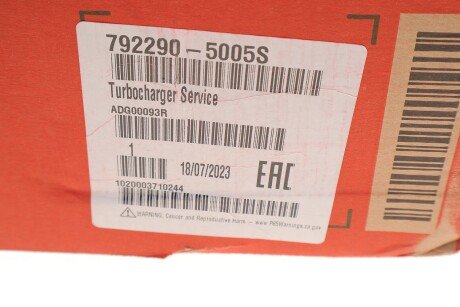 792290-5005S
Turbocharger Service
ADG00093R
1
18/07/2023
EAC
1020003710244
WARNING: Cancer and Reproductive Harm - www.P65Warnings.ca.gov